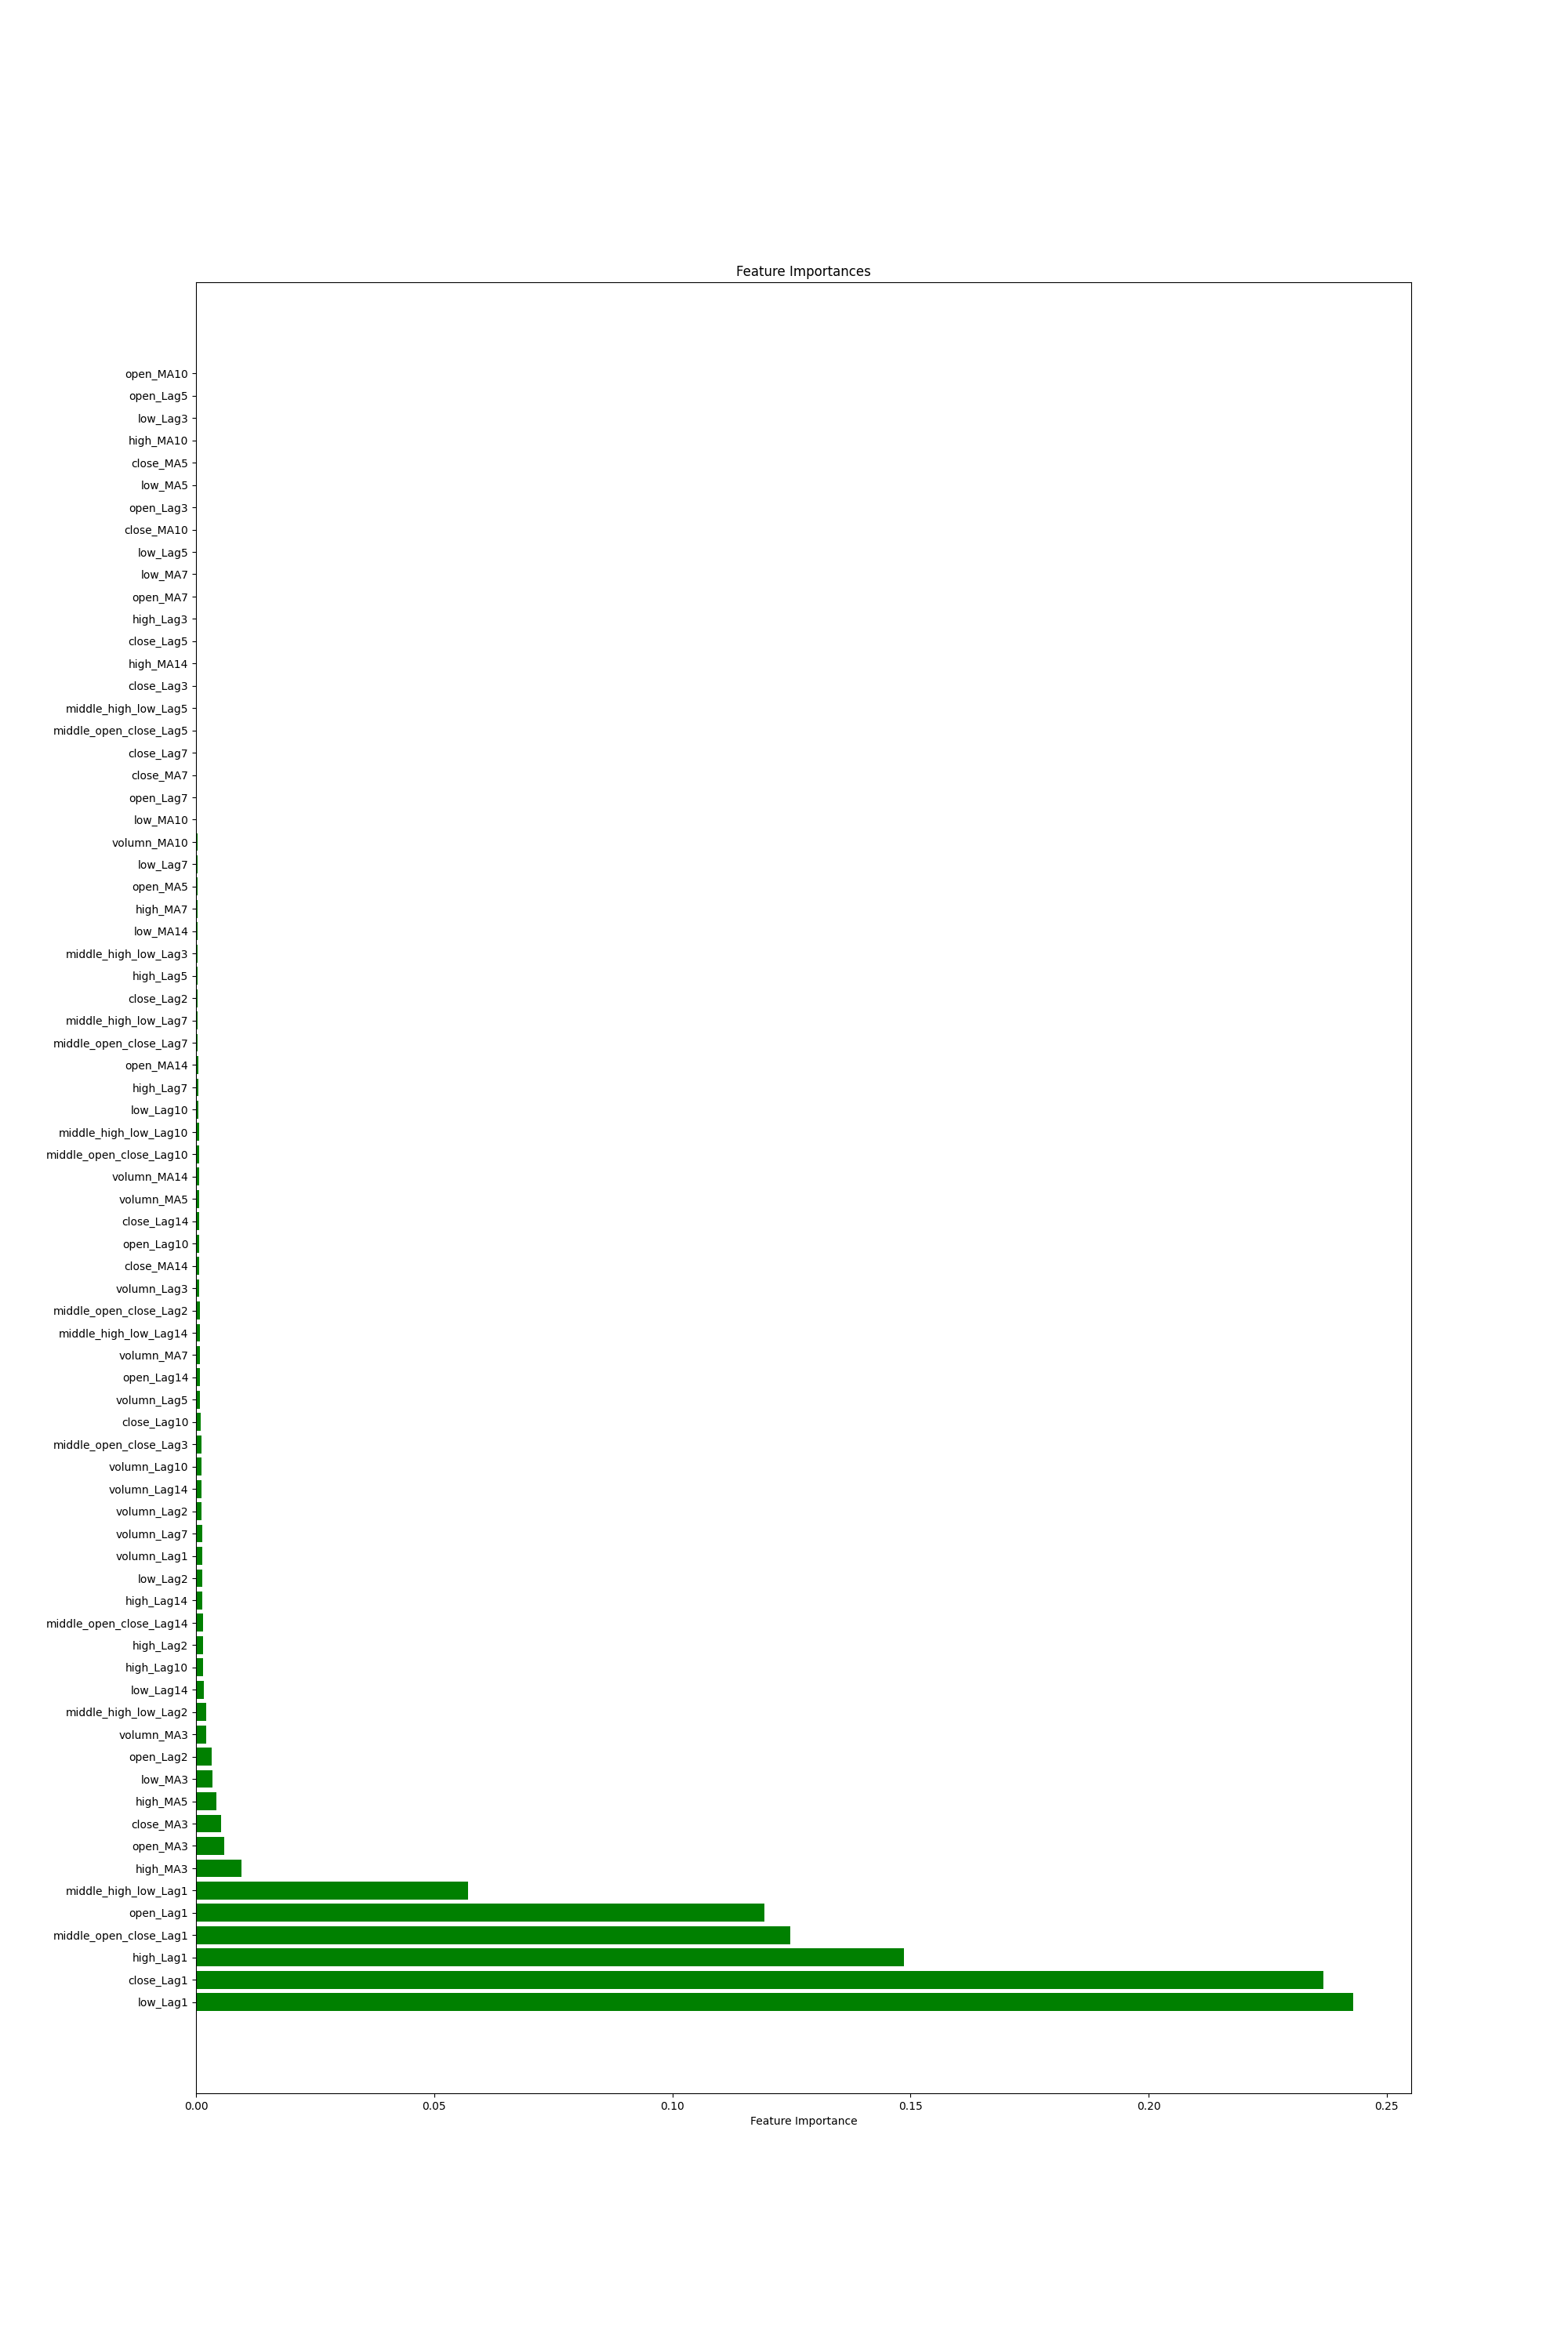 Feature Importances
open_MA10
open_Lag5
low_Lag3
high_MA10
close_MA5
low_MA5
open_Lag3
close_MA10
low_Lag5
low_MA7
open_MA7
high_Lag3
close_Lag5
high_MA14
close_Lag3
middle_high_low_Lag5
middle_open_close_Lag5
close_Lag7
close_MA7
open_Lag7
low_MA10
volumn_MA10
low_Lag7
open_MA5
high_MA7
low_MA14
middle_high_low_Lag3
high_Lag5
close_Lag2
middle_high_low_Lag7
middle_open_close_Lag7
open_MA14
high_Lag7
low_Lag10
middle_high_low_Lag10
middle_open_close_Lag10
volumn_MA14
volumn_MA5
close_Lag14
open_Lag10
close_MA14
volumn_Lag3
middle_open_close_Lag2
middle_high_low_Lag14
volumn_MA7
open_Lag14
volumn_Lag5
close_Lag10
middle_open_close_Lag3
volumn_Lag10
volumn_Lag14
volumn_Lag2
volumn_Lag7
volumn_Lag1
low_Lag2
high_Lag14
middle_open_close_Lag14
high_Lag2
high_Lag10
low_Lag14
middle_high_low_Lag2
volumn_MA3
open_Lag2
low_MA3
high_MA5
close_MA3
open_MA3
high_MA3
middle_high_low_Lag1
open_Lag1
middle_open_close_Lag1
high_Lag1
close_Lag1
low_Lag1
0.00 0.05 0.10 0.15 0.20 0.25
Feature Importance